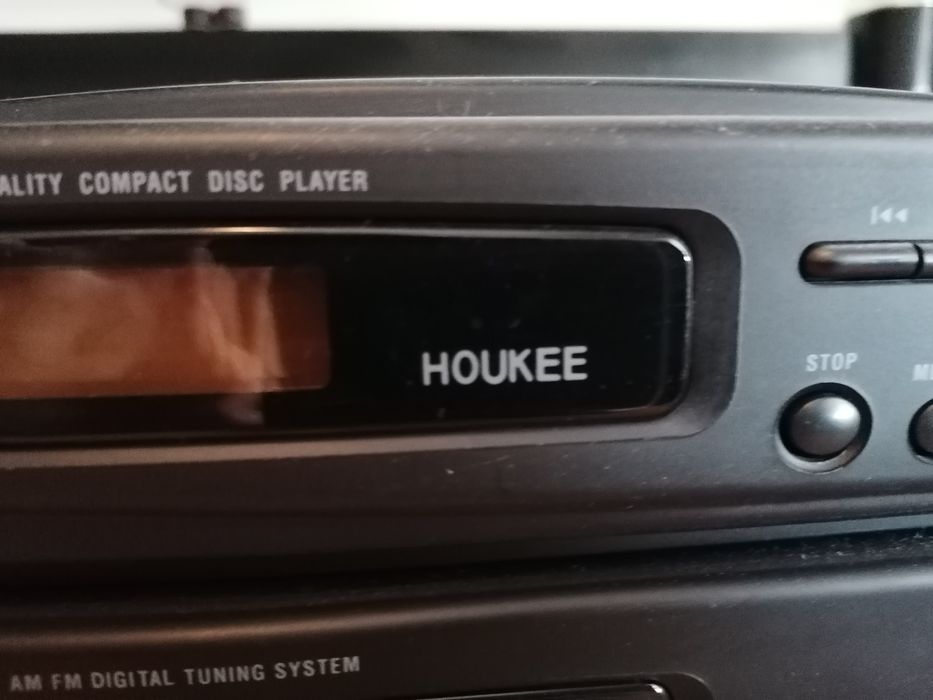 ALITY COMPACT DISC PLAYER
HOUKEE
STOP
AM FM DIGITAL TUNING SYSTEM